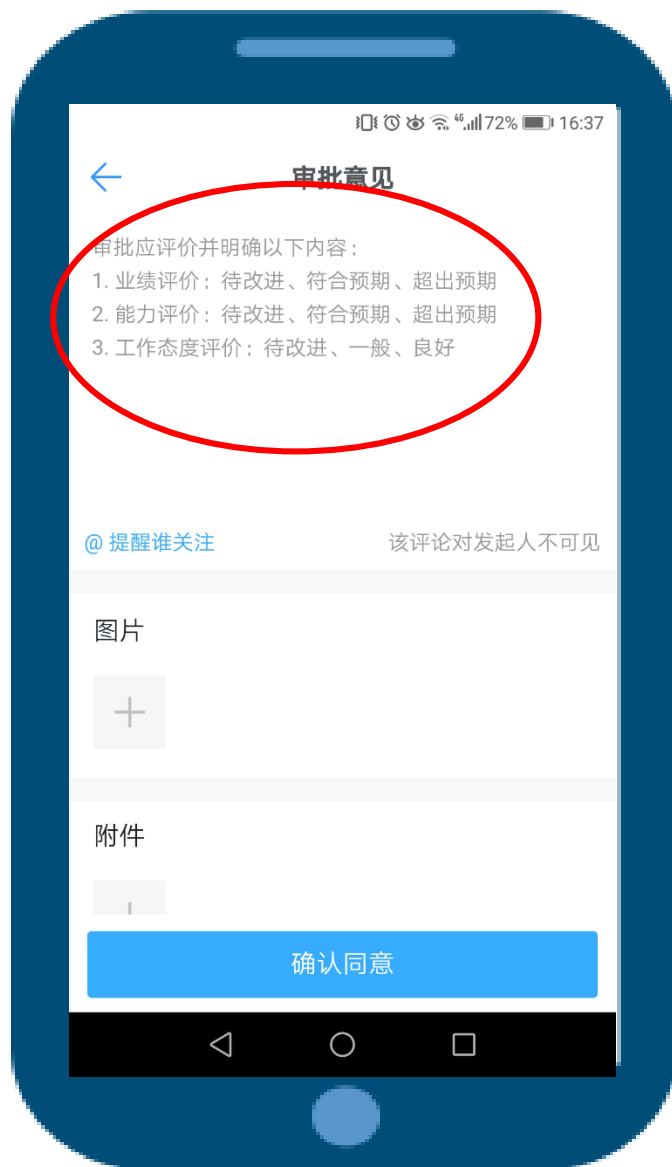 4G 72% 16:37
审批意见
审批应评价并明确以下内容：
1. 业绩评价：待改进、符合预期、超出预期
2. 能力评价：待改进、符合预期、超出预期
3. 工作态度评价：待改进、一般、良好
@ 提醒谁关注 该评论对发起人不可见
图片
附件
确认同意